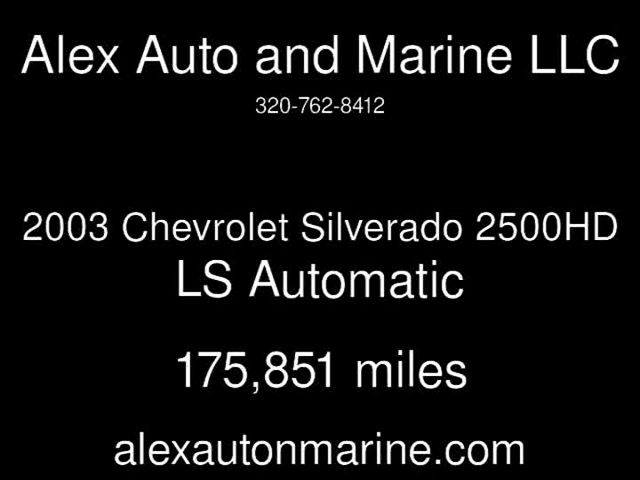 Alex Auto and Marine LLC
320-762-8412
2003 Chevrolet Silverado 2500HD
LS Automatic
175,851 miles
alexautonmarine.com